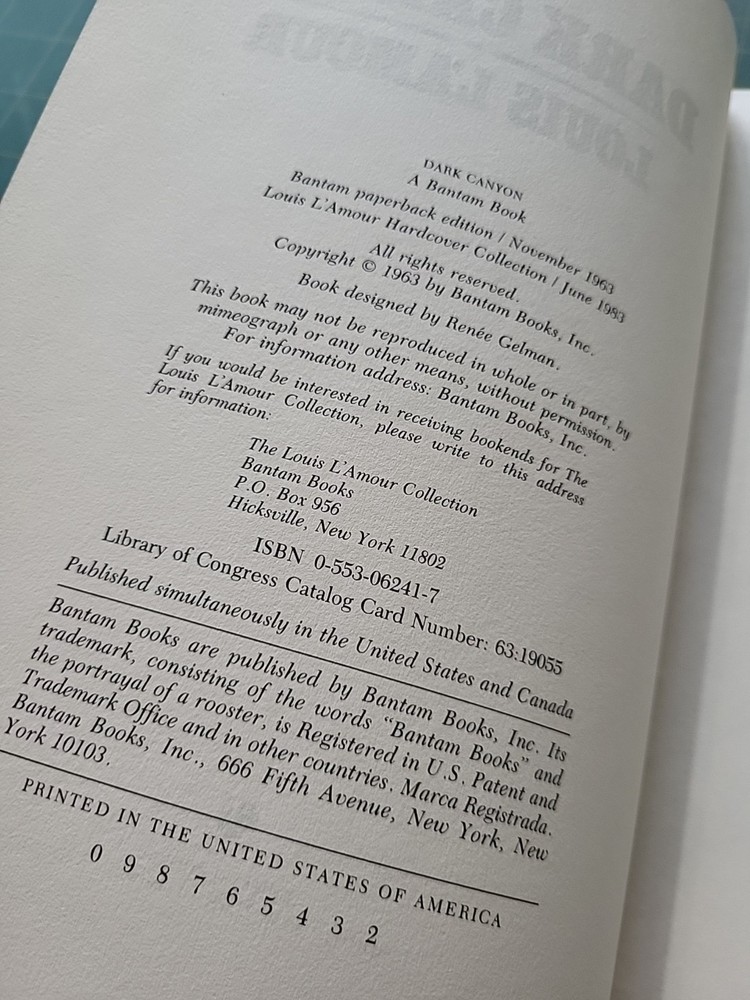 DARK CANYON
A Bantam Book
Bantam paperback edition / November 1963
Louis L'Amour Hardcover Collection / June 1983
All rights reserved.
Copyright © 1963 by Bantam Books, Inc.
Book designed by Renée Gelman.
This book may not be reproduced in whole or in part, by
mimeograph or any other means, without permission.
For information address: Bantam Books, Inc.
If you would be interested in receiving bookends for The
Louis L'Amour Collection, please write to this address
for information:
The Louis L'Amour Collection
Bantam Books
P.O. Box 956
Hicksville, New York 11802
ISBN 0-553-06241-7
Library of Congress Catalog Card Number: 63:19055
Published simultaneously in the United States and Canada
Bantam Books are published by Bantam Books, Inc. Its
trademark, consisting of the words “Bantam Books” and
the portrayal of a rooster, is Registered in U.S. Patent and
Trademark Office and in other countries. Marca Registrada.
Bantam Books, Inc., 666 Fifth Avenue, New York, New
York 10103.
PRINTED IN THE UNITED STATES OF AMERICA
0 9 8 7 6 5 4 3 2